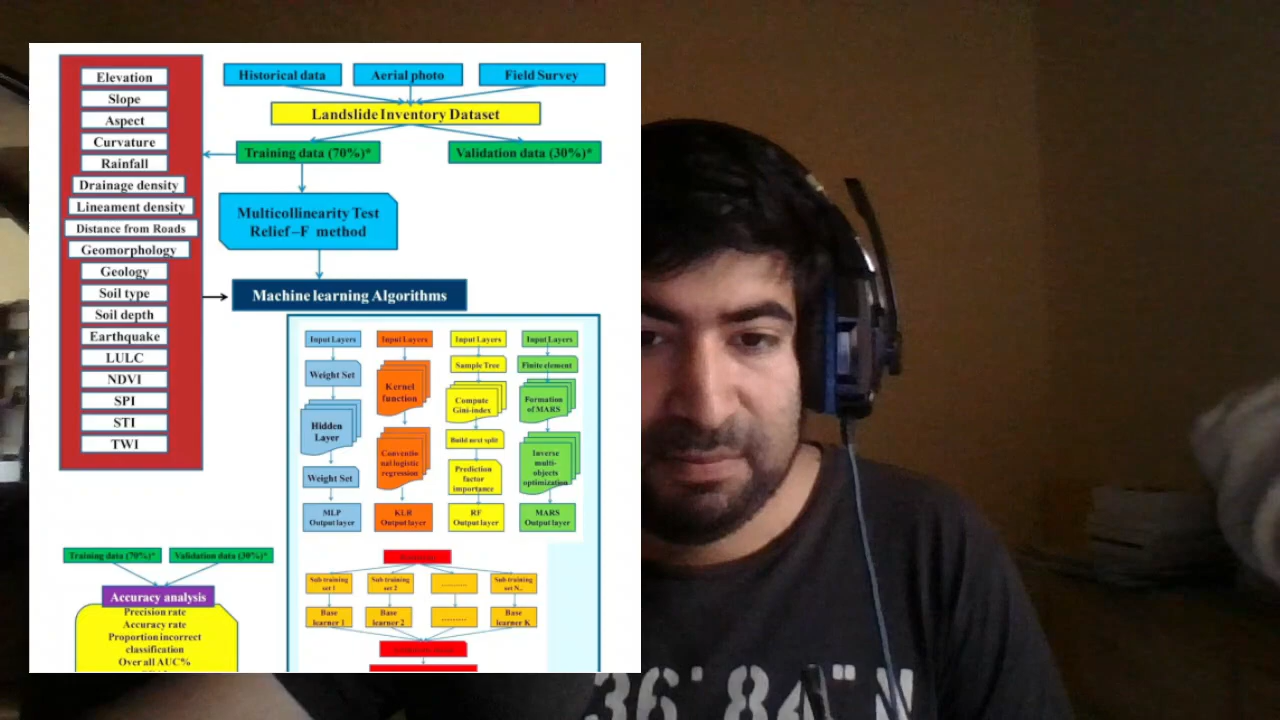 Elevation
Slope
Aspect
Curvature
Rainfall
Drainage density
Lineament density
Distance from Roads
Geomorphology
Geology
Soil type
Soil depth
Earthquake
LULC
NDVI
SPI
STI
TWI
Historical data
Aerial photo
Field Survey
Landslide Inventory Dataset
Training data (70%)*
Validation data (30%)*
Multicollinearity Test
Relief–F method
Machine learning Algorithms
Input Layers
Weight Set
Hidden
Layer
Weight Set
MLP
Output layer
Input Layers
Kernel
function
Conventio
nal logistic
regression
KLR
Output layer
Input Layers
Sample Tree
Compute
Gini-index
Build next split
Prediction
factor
importance
RF
Output layer
Input Layers
Finite element
Formation
of MARS
Inverse
multi-
objects
optimization
MARS
Output layer
Sub training
set 1
Sub training
set 2
..........
Sub training
set N..
Base
learner 1
Base
learner 2
.........
Base
learner K
Training data (70%)*
Validation data (30%)*
Accuracy analysis
Precision rate
Accuracy rate
Proportion incorrect
classification
Over all AUC%
36°84"N